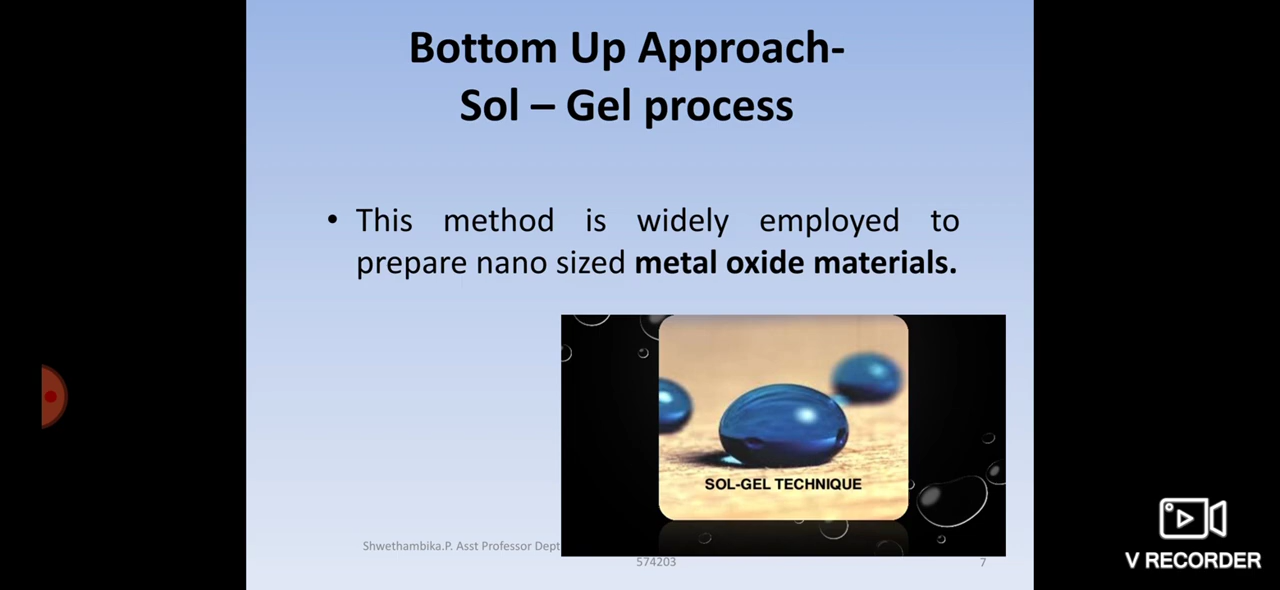 Bottom Up Approach-
Sol – Gel process
• This method is widely employed to
prepare nano sized metal oxide materials.
SOL-GEL TECHNIQUE
Shwethambika.P. Asst Professor Dept
574203
7
V RECORDER